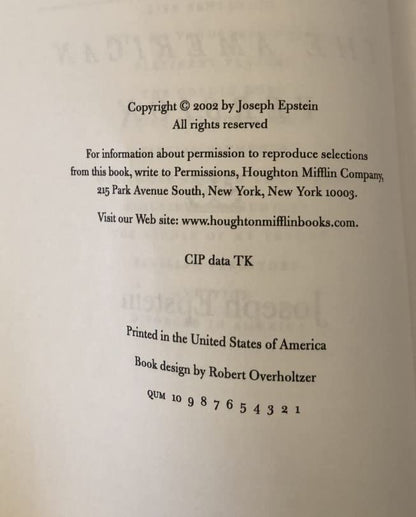 Copyright © 2002 by Joseph Epstein
All rights reserved
For information about permission to reproduce selections
from this book, write to Permissions, Houghton Mifflin Company,
215 Park Avenue South, New York, New York 10003.
Visit our Web site: www.houghtonmifflinbooks.com.
CIP data TK
Printed in the United States of America
Book design by Robert Overholtzer
QUM 10 9 8 7 6 5 4 3 2 1